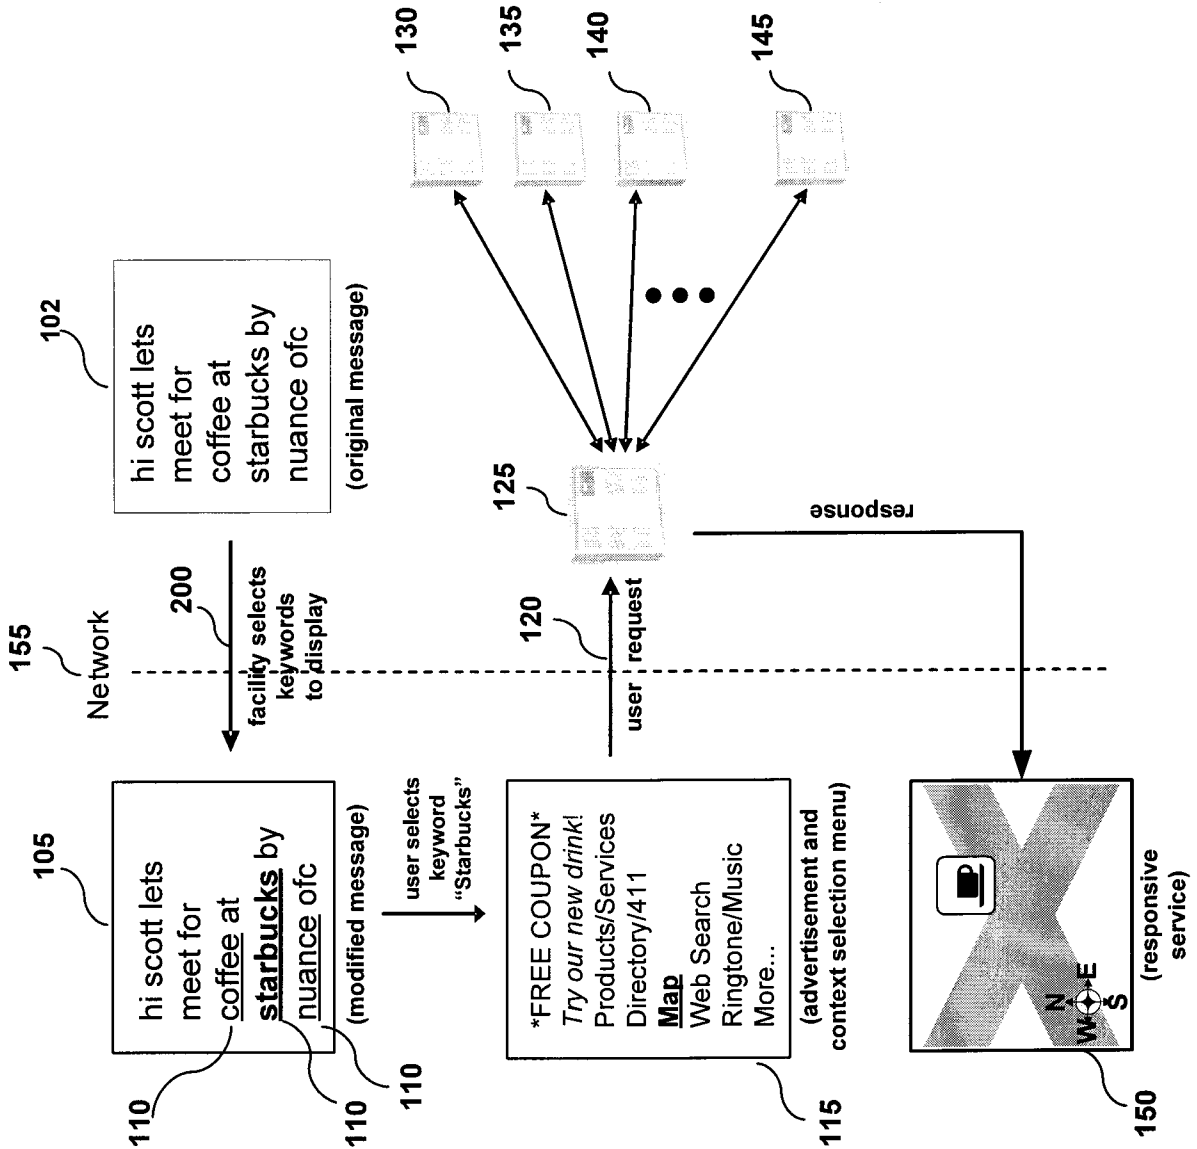 155
Network
102
hi scott lets
meet for
coffee at
starbucks by
nuance ofc
(original message)
200
facility selects
keywords
to display
105
hi scott lets
meet for
coffee at
starbucks by
nuance ofc
(modified message)
110
110
110
user selects
keyword
“Starbucks”
*FREE COUPON*
Try our new drink!
Products/Services
Directory/411
Map
Web Search
Ringtone/Music
More...
(advertisement and
context selection menu)
115
120
user request
125
130
135
140
145
response
N
W E
S
150
(responsive
service)